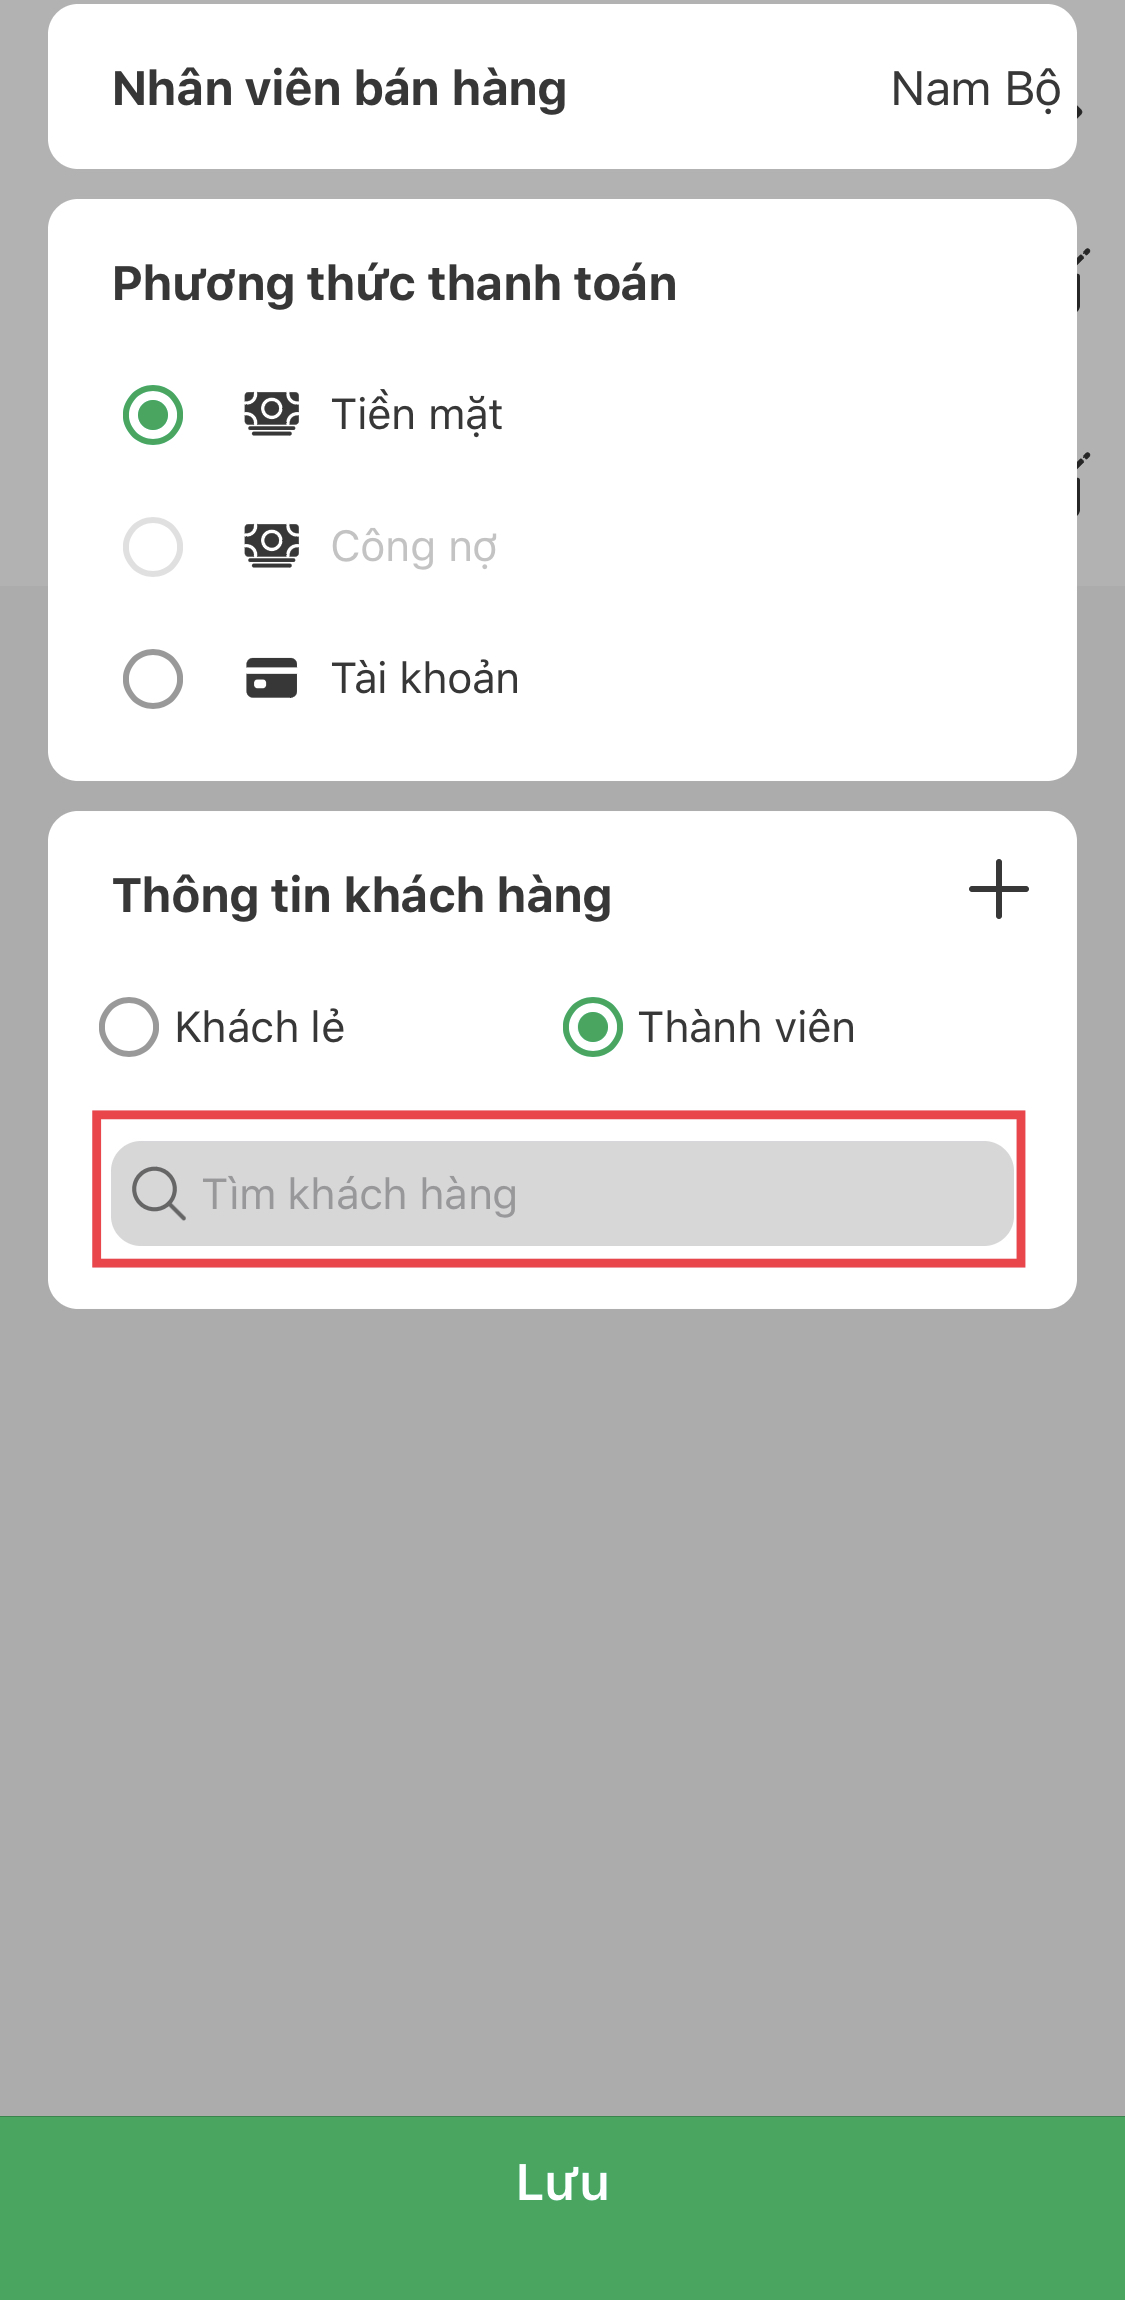 Nhân viên bán hàng
Nam Bộ
Phương thức thanh toán
Tiền mặt
Công nợ
Tài khoản
Thông tin khách hàng
Khách lẻ
Thành viên
Tìm khách hàng
Lưu